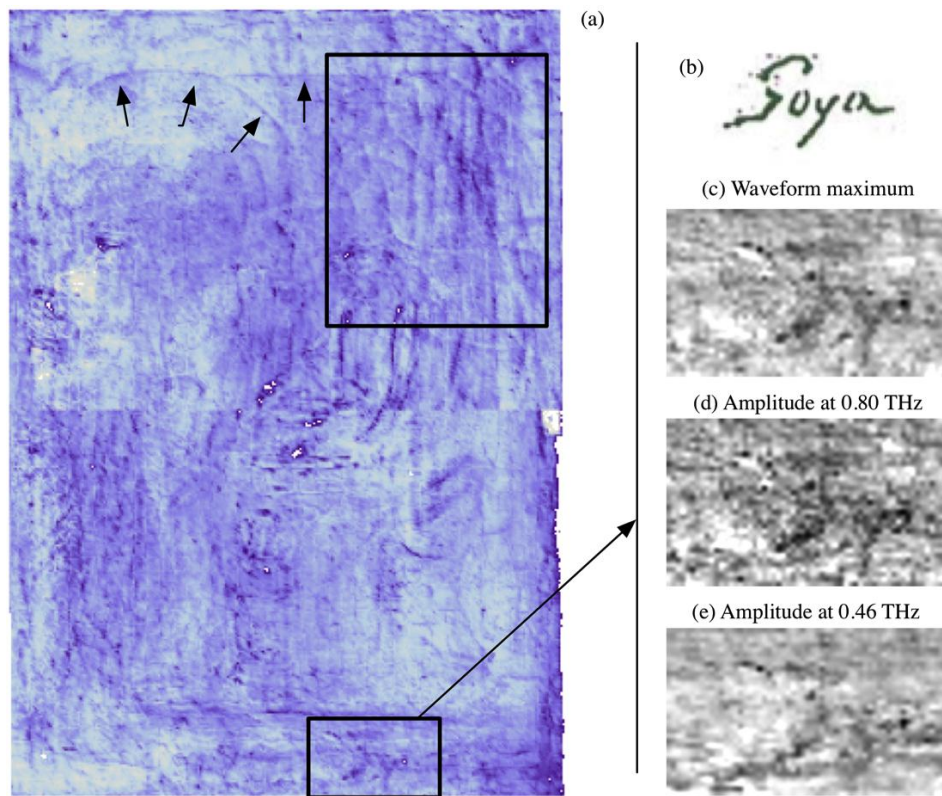 (a)
(b)
Goya
(c) Waveform maximum
(d) Amplitude at 0.80 THz
(e) Amplitude at 0.46 THz